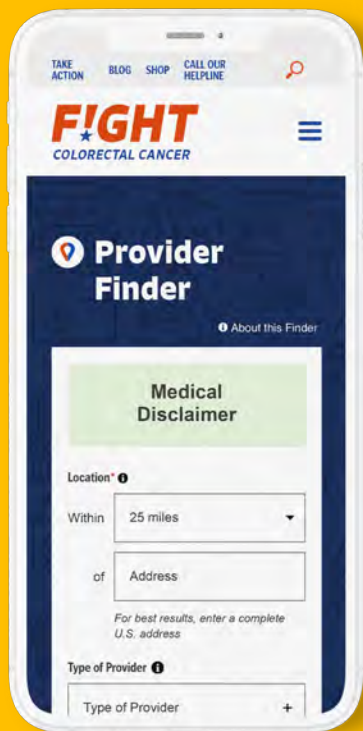 TAKE ACTION BLOG SHOP CALL OUR HELPLINE
F!GHT
COLORECTAL CANCER
Provider
Finder
About this Finder
Medical
Disclaimer
Location*
Within 25 miles
of Address
For best results, enter a complete
U.S. address
Type of Provider
Type of Provider +